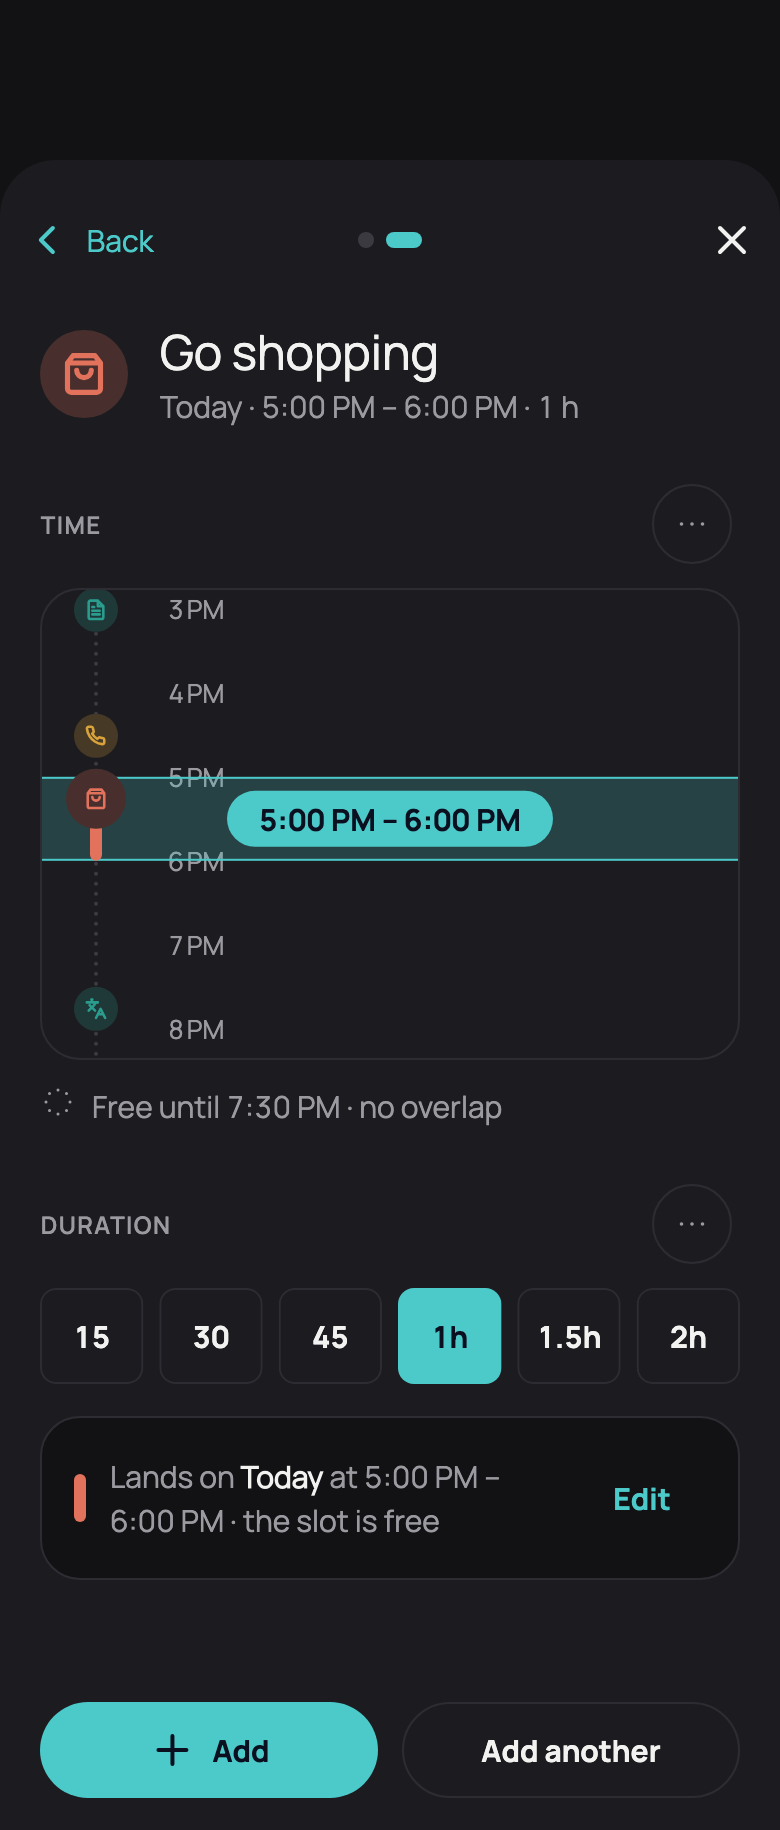 Back
Go shopping
Today · 5:00 PM – 6:00 PM · 1 h
TIME
3 PM
4 PM
5 PM
5:00 PM – 6:00 PM
6 PM
7 PM
8 PM
Free until 7:30 PM · no overlap
DURATION
15 30 45 1h 1.5h 2h
Lands on Today at 5:00 PM –
6:00 PM · the slot is free
Edit
Add
Add another